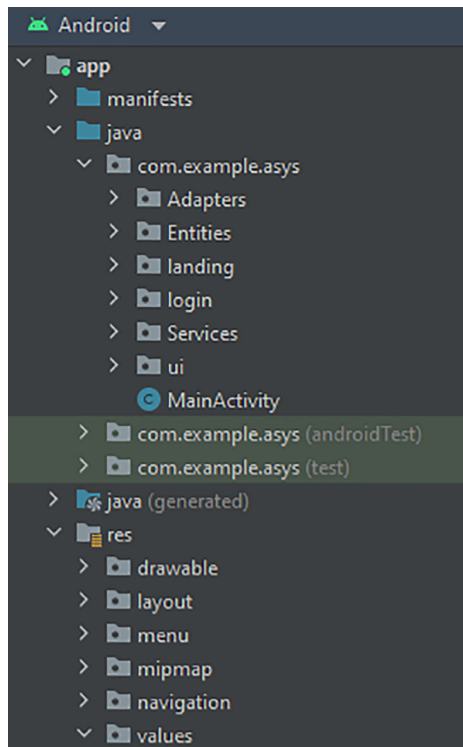 Android
app
manifests
java
com.example.asys
Adapters
Entities
landing
login
Services
ui
C MainActivity
com.example.asys (androidTest)
com.example.asys (test)
java (generated)
res
drawable
layout
menu
mipmap
navigation
values